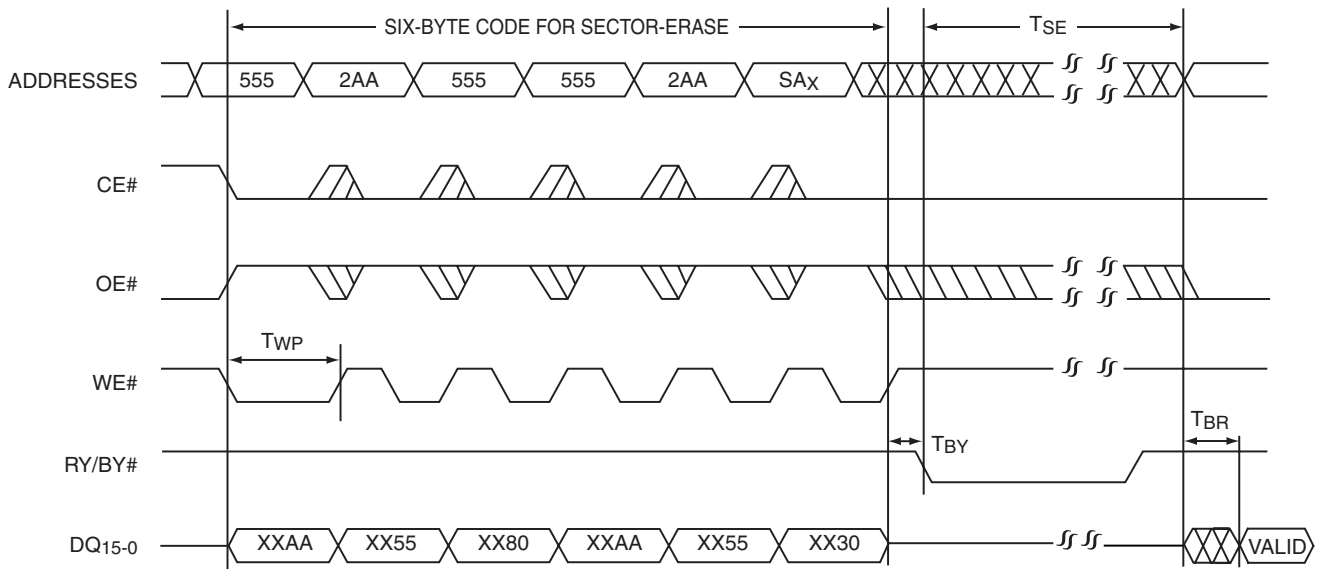 SIX-BYTE CODE FOR SECTOR-ERASE TSE
ADDRESSES 555 2AA 555 555 2AA SAX
CE#
OE#
TWP
WE#
TBR
TBY
RY/BY#
DQ15-0 XXAA XX55 XX80 XXAA XX55 XX30 VALID